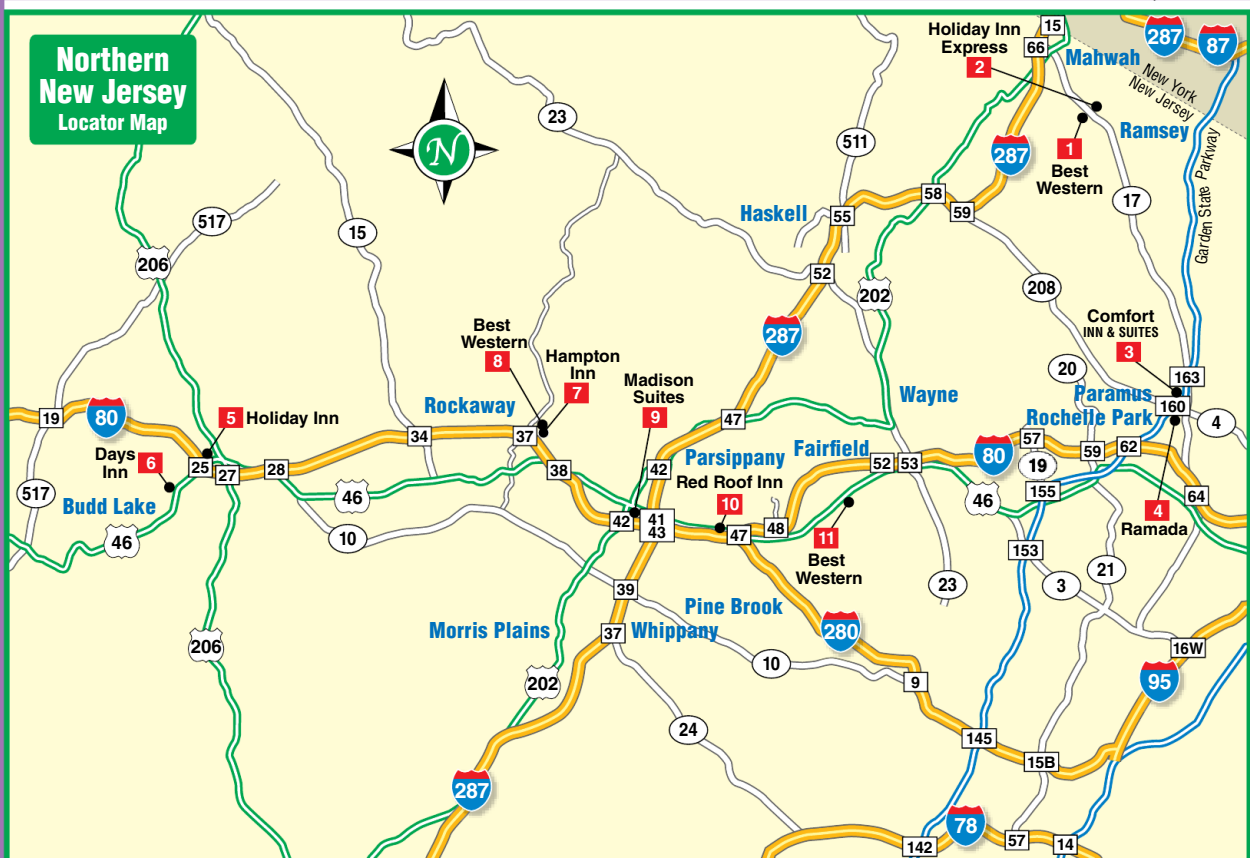 Northern
New Jersey
Locator Map
N
Holiday Inn
Express
2
15
66
Mahwah
287
87
New York
New Jersey
Ramsey
1
Best
Western
287
Garden State Parkway
23
511
517
206
15
Haskell
55
58
59
17
52
202
208
287
Comfort
INN & SUITES
3
20
163
Paramus
160
Rochelle Park
4
Best
Western
8
Hampton
Inn
7
Madison
Suites
9
Wayne
19
80
5
Holiday Inn
Rockaway
34
37
47
Days
Inn
6
25
27
28
38
42
Parsippany
Fairfield
52
53
80
57
59
62
19
Red Roof Inn
10
517
Budd Lake
46
46
10
42
41
43
47
48
11
Best
Western
46
155
64
4
Ramada
153
46
39
Pine Brook
23
3
21
206
Morris Plains
37
Whippany
280
16W
202
10
9
95
24
145
15B
287
142
78
57
14